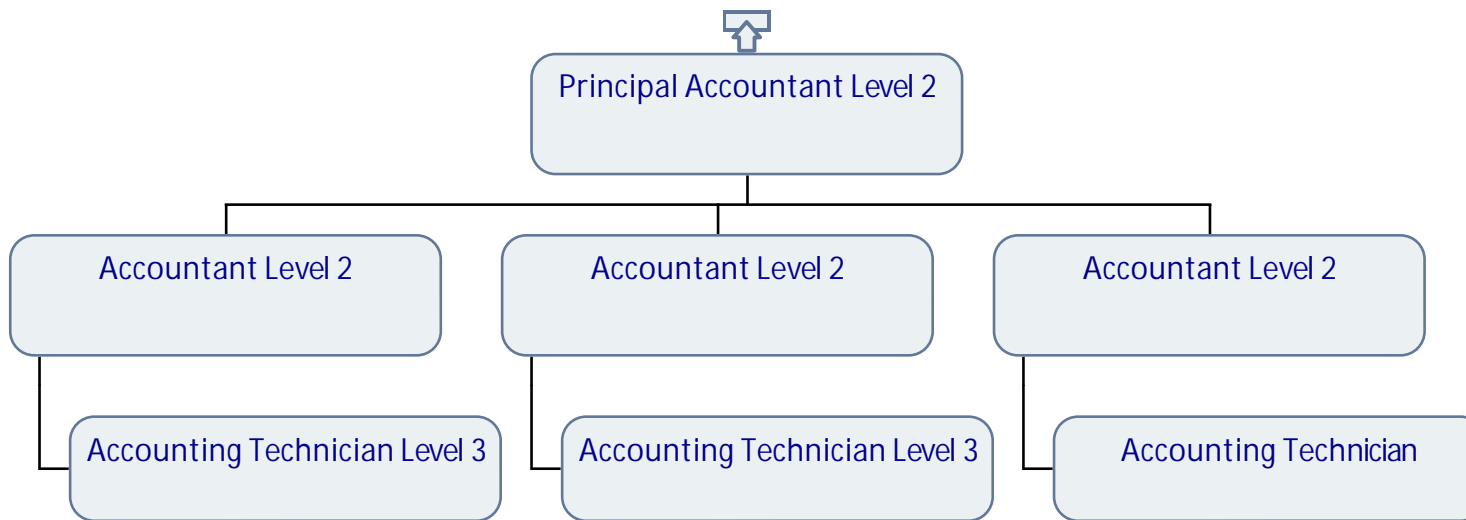 Principal Accountant Level 2
Accountant Level 2
Accountant Level 2
Accountant Level 2
Accounting Technician Level 3
Accounting Technician Level 3
Accounting Technician